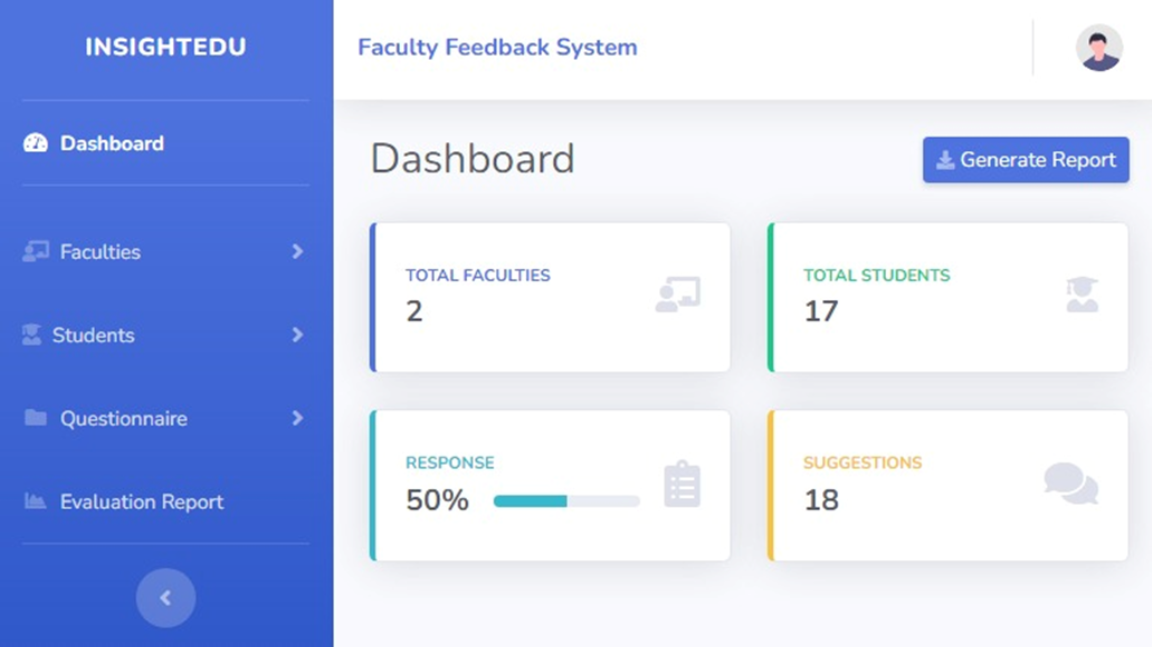 INSIGHTEDU
Dashboard
Faculties
Students
Questionnaire
Evaluation Report
Faculty Feedback System
Dashboard
Generate Report
TOTAL FACULTIES
2
TOTAL STUDENTS
17
RESPONSE
50%
SUGGESTIONS
18